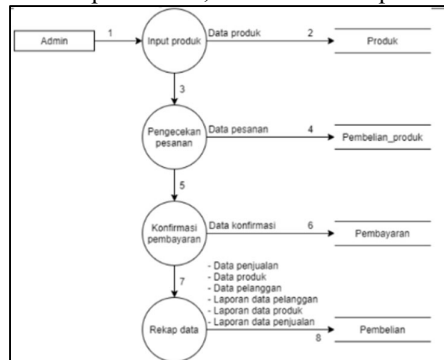 Admin
1
Input produk
Data produk
2
Produk
3
Pengecekan
pesanan
Data pesanan
4
Pembelian_produk
5
Konfirmasi
pembayaran
Data konfirmasi
6
Pembayaran
7
- Data penjualan
- Data produk
- Data pelanggan
- Laporan data pelanggan
- Laporan data produk
- Laporan data penjualan
Rekap data
8
Pembelian